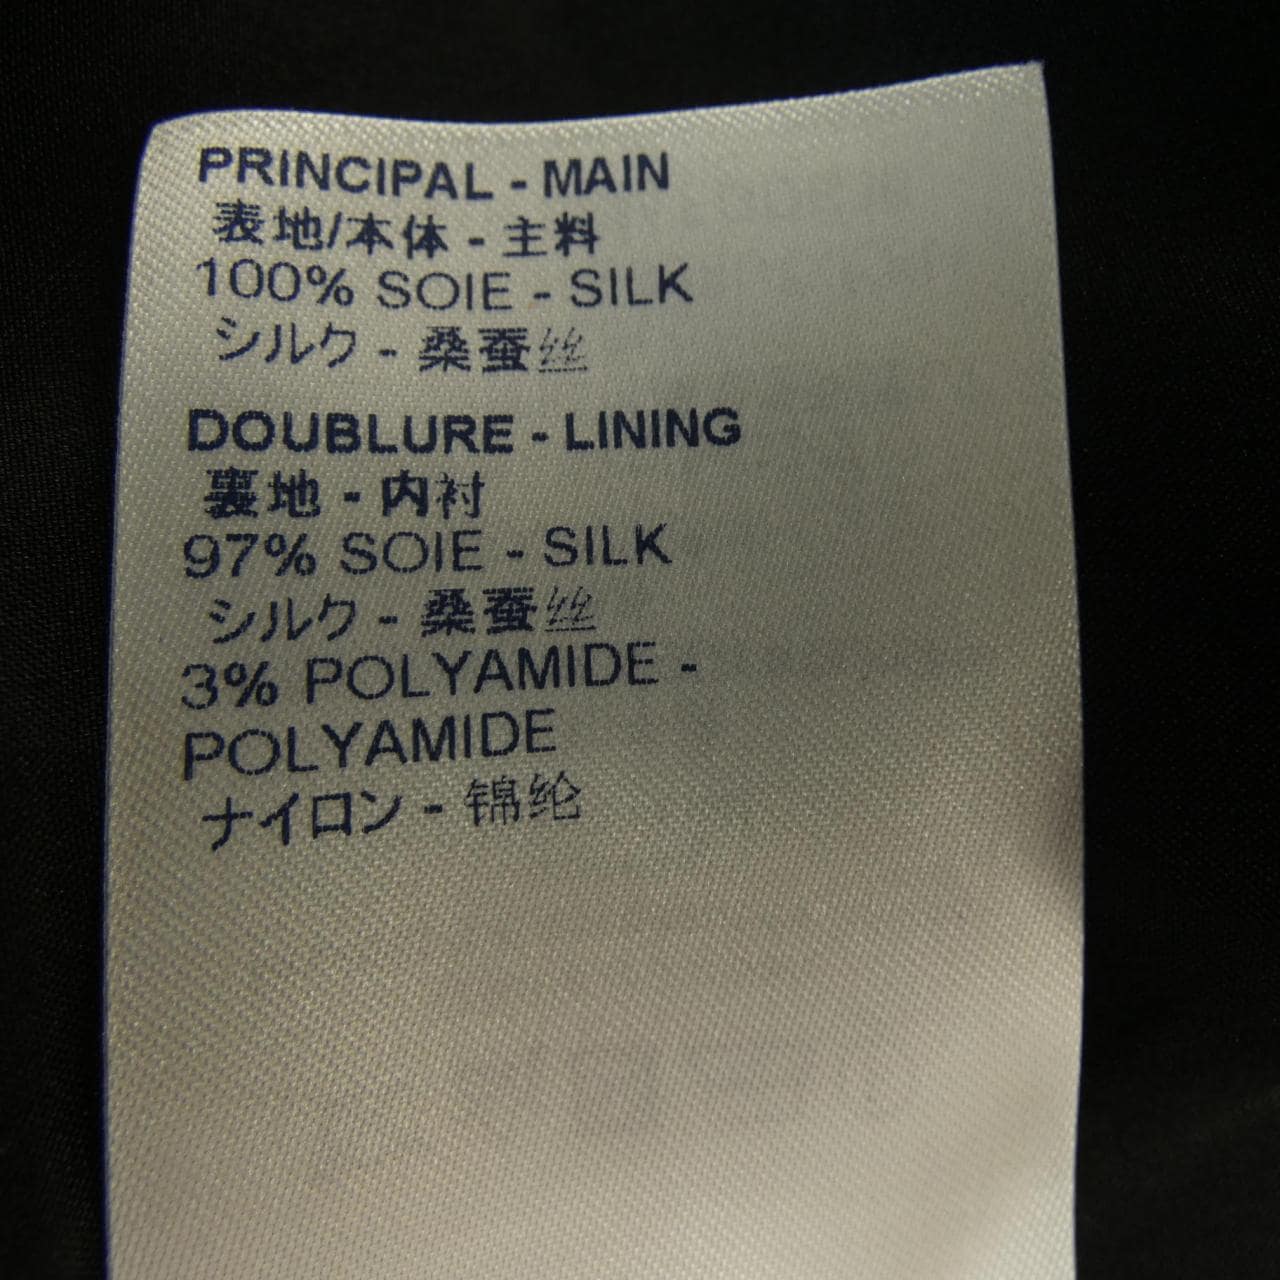 PRINCIPAL - MAIN
表地/本体 - 主料
100% SOIE - SILK
シルク - 桑蚕丝
DOUBLURE - LINING
裏地 - 内衬
97% SOIE - SILK
シルク - 桑蚕丝
3% POLYAMIDE -
POLYAMIDE
ナイロン - 锦纶